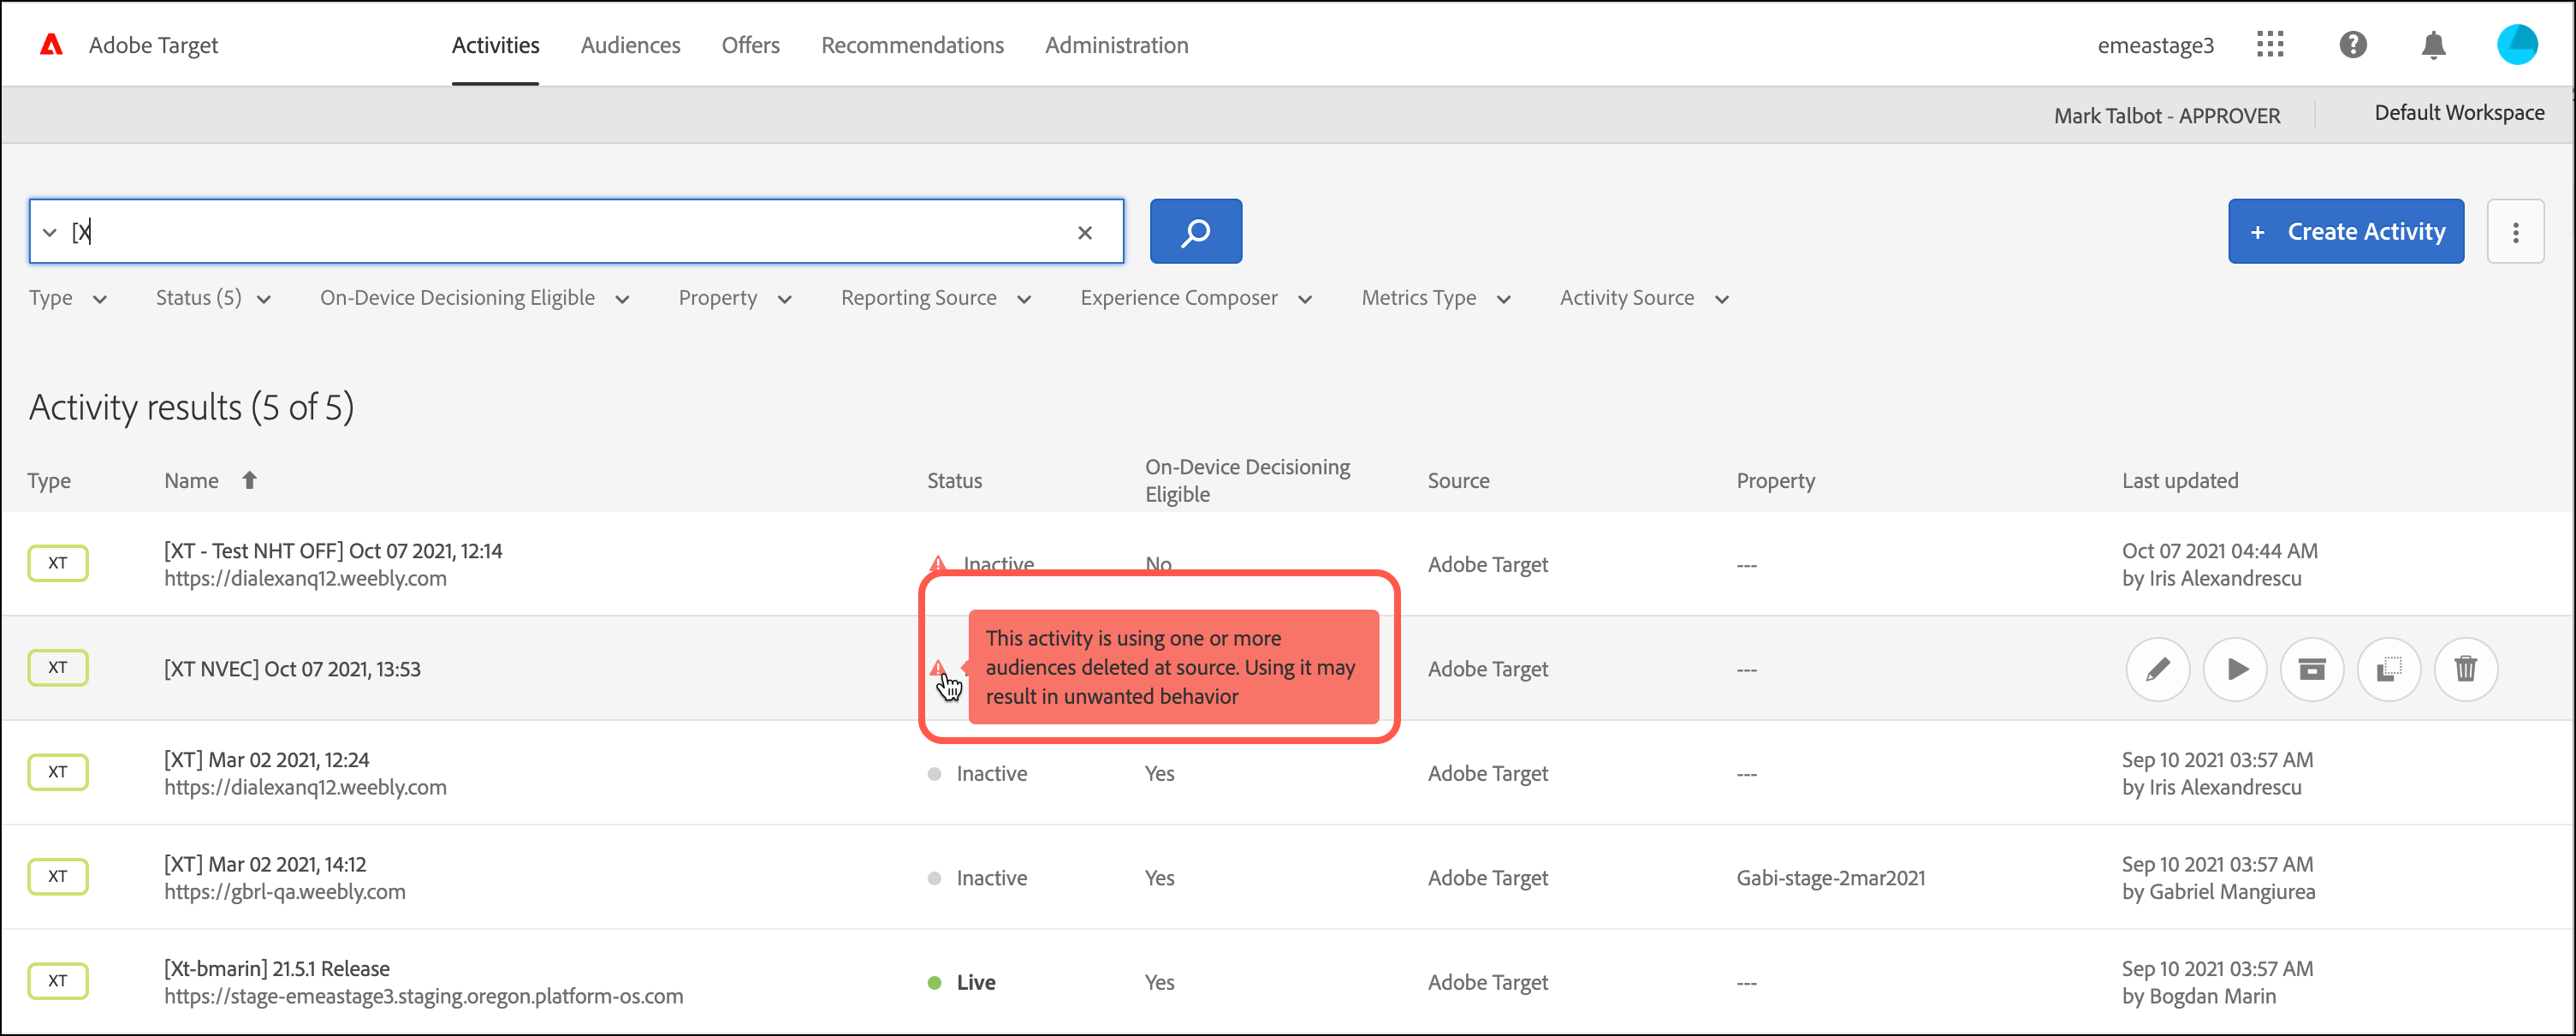 Adobe Target
Activities Audiences Offers Recommendations Administration
emeastage3
Mark Talbot - APPROVER
Default Workspace
[X
+ Create Activity
Type
Status (5)
On-Device Decisioning Eligible
Property
Reporting Source
Experience Composer
Metrics Type
Activity Source
Activity results (5 of 5)
Type
Name
Status
On-Device Decisioning
Eligible
Source
Property
Last updated
XT
[XT - Test NHT OFF] Oct 07 2021, 12:14
https://dialexanq12.weebly.com
Inactive
No
Adobe Target
---
Oct 07 2021 04:44 AM
by Iris Alexandrescu
XT
[XT NVEC] Oct 07 2021, 13:53
This activity is using one or more
audiences deleted at source. Using it may
result in unwanted behavior
Adobe Target
---
XT
[XT] Mar 02 2021, 12:24
https://dialexanq12.weebly.com
Inactive
Yes
Adobe Target
---
Sep 10 2021 03:57 AM
by Iris Alexandrescu
XT
[XT] Mar 02 2021, 14:12
https://gbrl-qa.weebly.com
Inactive
Yes
Adobe Target
Gabi-stage-2mar2021
Sep 10 2021 03:57 AM
by Gabriel Mangiurea
XT
[Xt-bmarin] 21.5.1 Release
https://stage-emeastage3.staging.oregon.platform-os.com
Live
Yes
Adobe Target
---
Sep 10 2021 03:57 AM
by Bogdan Marin